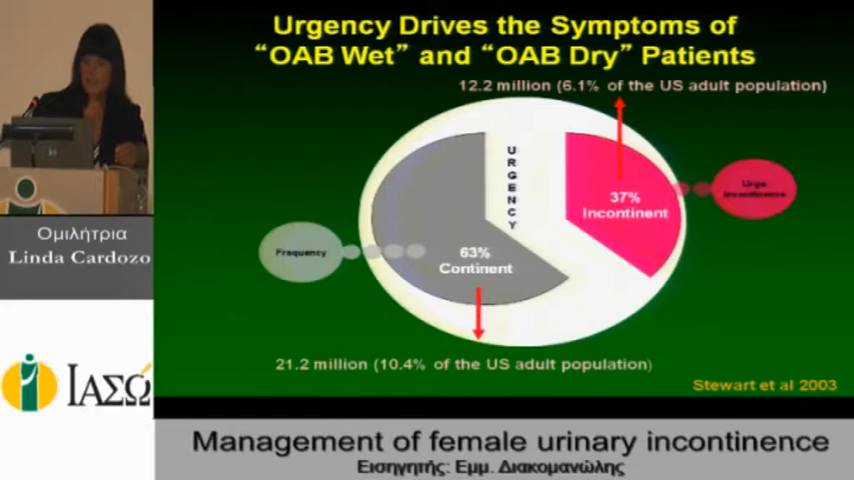 Urgency Drives the Symptoms of
“OAB Wet” and “OAB Dry” Patients
12.2 million (6.1% of the US adult population)
URGENCY
37%
Incontinent
Urge
Incontinence
Frequency
63%
Continent
21.2 million (10.4% of the US adult population)
Stewart et al 2003
Ομιλήτρια
Linda Cardozo
ΙΑΣΩ
Management of female urinary incontinence
Εισηγητής: Εμμ. Διακομανώλης